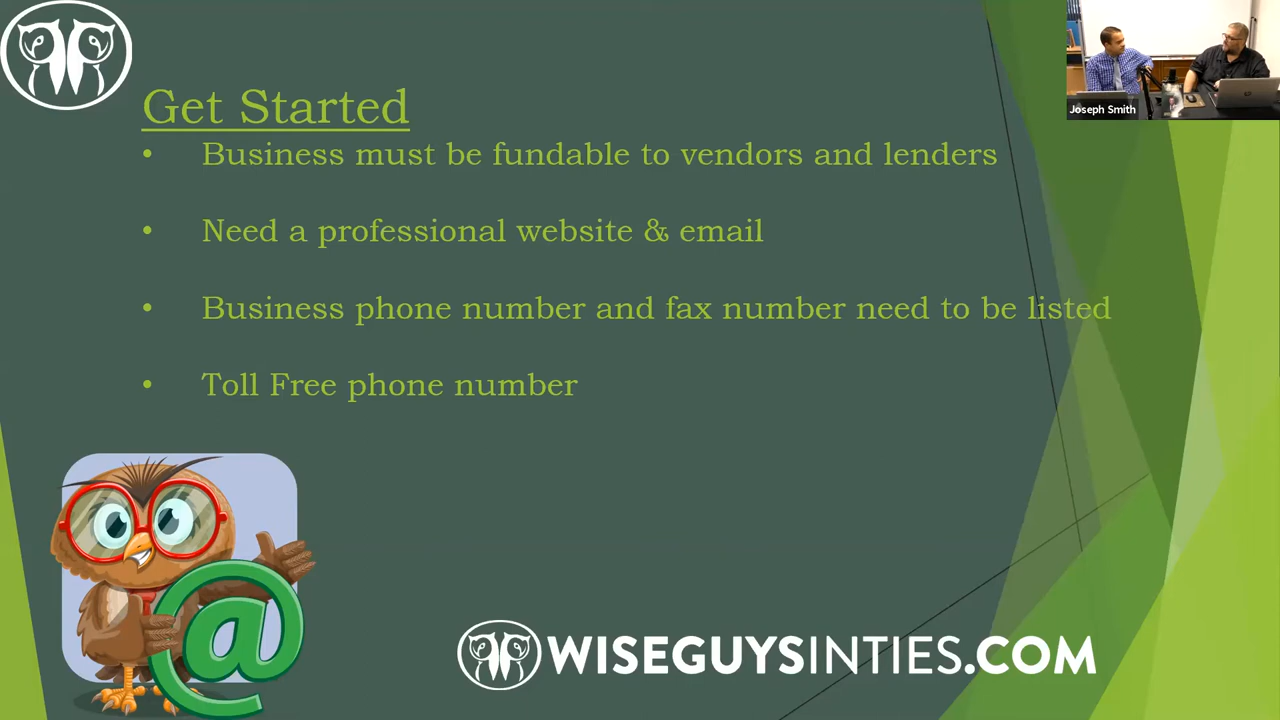 Get Started
• Business must be fundable to vendors and lenders
• Need a professional website & email
• Business phone number and fax number need to be listed
• Toll Free phone number
Joseph Smith
@
WISEGUYSINTIES.COM